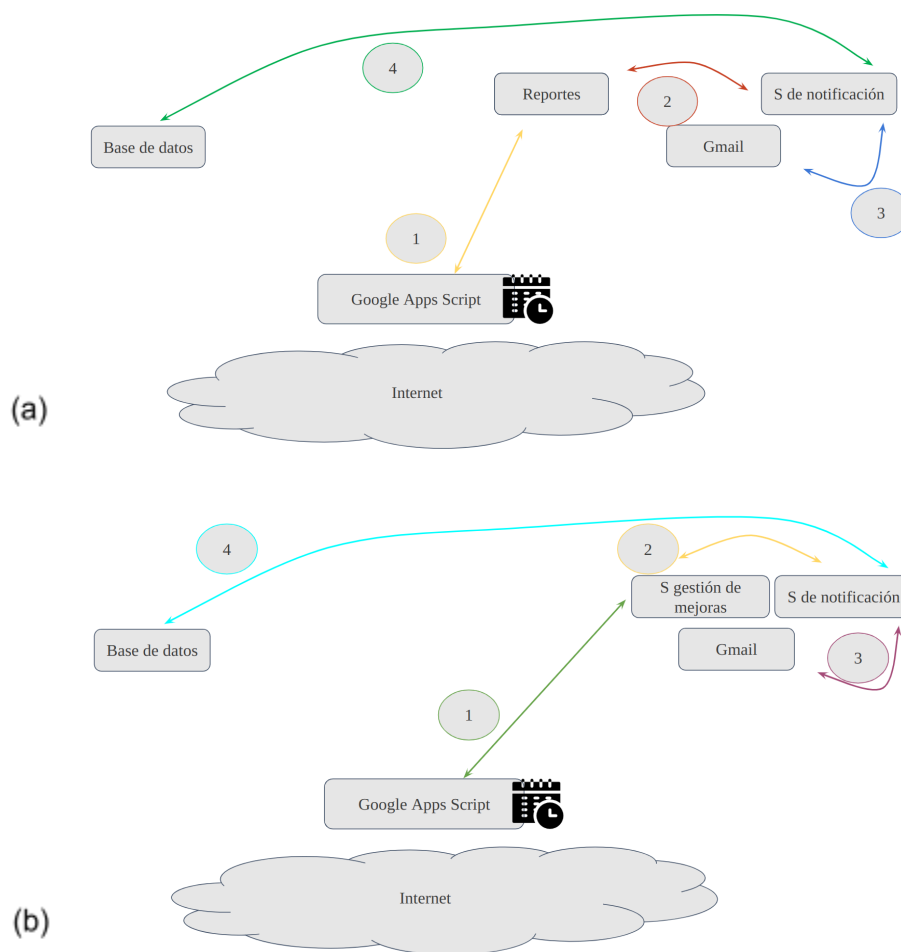 4
Reportes
2
S de notificación
Base de datos
Gmail
3
1
Google Apps Script
Internet
(a)
4
2
S gestión de
mejoras
S de notificación
Base de datos
Gmail
3
1
Google Apps Script
Internet
(b)